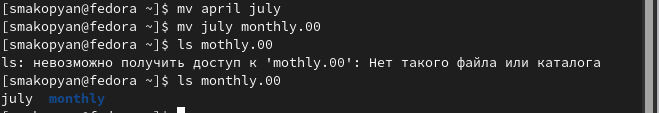 [smakopyan@fedora ~]$ mv april july
[smakopyan@fedora ~]$ mv july monthly.00
[smakopyan@fedora ~]$ ls mothly.00
ls: невозможно получить доступ к 'mothly.00': Нет такого файла или каталога
[smakopyan@fedora ~]$ ls monthly.00
july  monthly